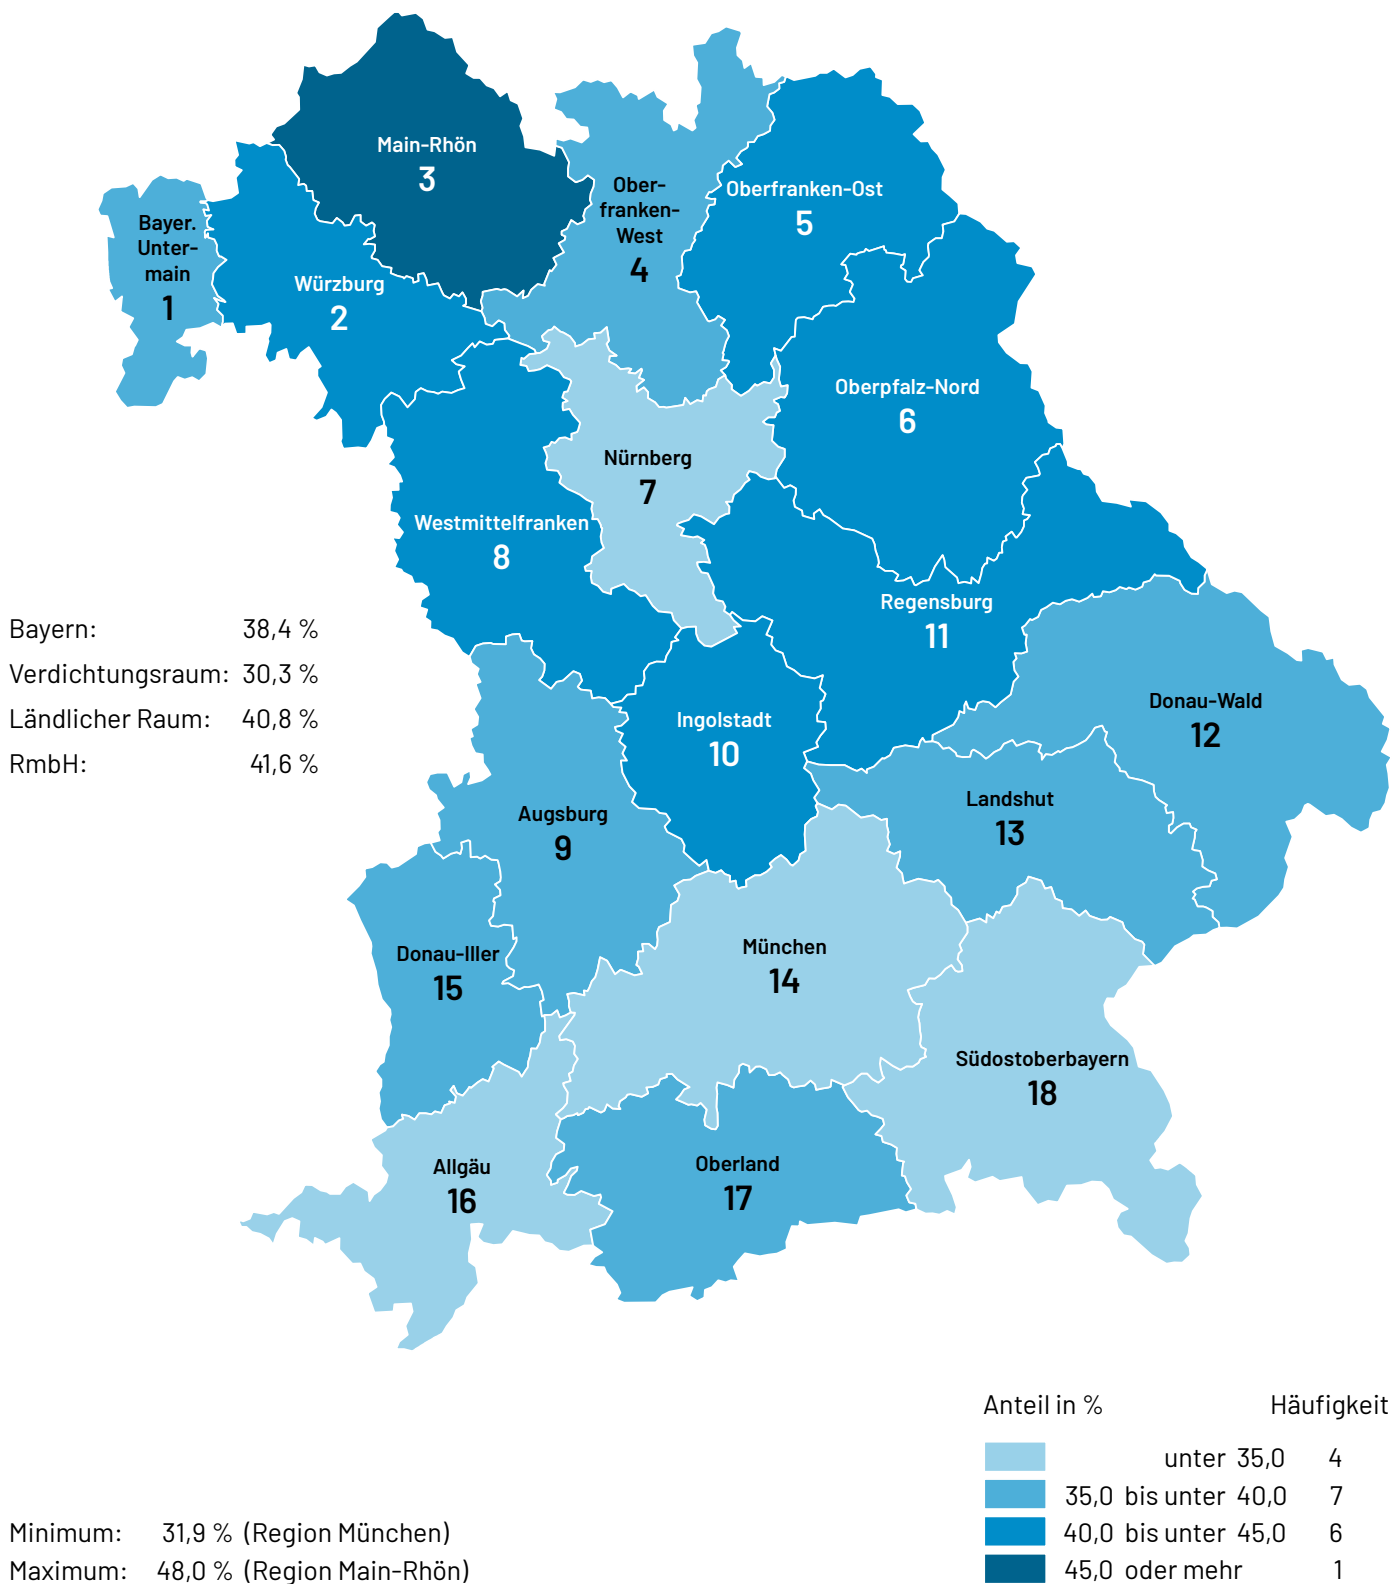 Main-Rhön
3
Ober-
franken-
West
4
Oberfranken-Ost
5
Bayer.
Unter-
main
1
Würzburg
2
Oberpfalz-Nord
6
Nürnberg
7
Westmittelfranken
8
Regensburg
11
Bayern: 38,4 %
Verdichtungsraum: 30,3 %
Ländlicher Raum: 40,8 %
RmbH: 41,6 %
Donau-Wald
12
Ingolstadt
10
Landshut
13
Augsburg
9
München
14
Donau-Iller
15
Südostoberbayern
18
Oberland
17
Allgäu
16
Anteil in % Häufigkeit
unter 35,0 4
35,0 bis unter 40,0 7
40,0 bis unter 45,0 6
45,0 oder mehr 1
Minimum: 31,9 % (Region München)
Maximum: 48,0 % (Region Main-Rhön)